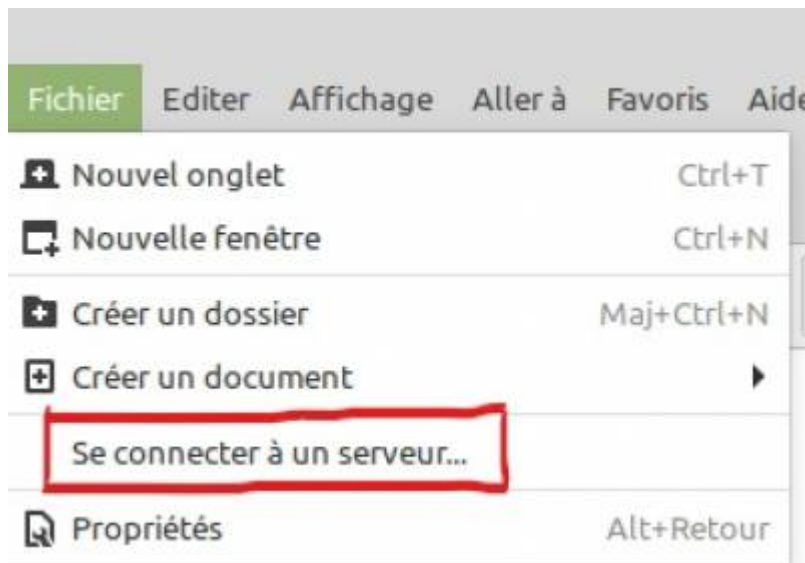 Fichier Editer Affichage Aller à Favoris Aide
Nouvel onglet Ctrl+T
Nouvelle fenêtre Ctrl+N
Créer un dossier Maj+Ctrl+N
Créer un document
Se connecter à un serveur...
Propriétés Alt+Retour